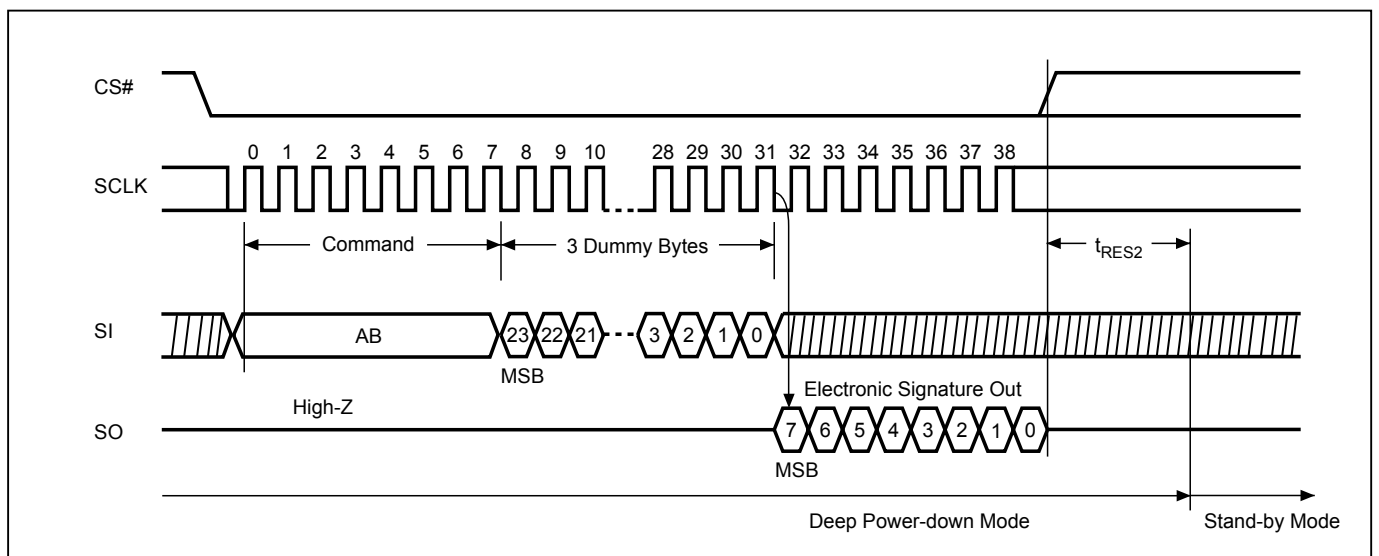 CS#
0 1 2 3 4 5 6 7 8 9 10 28 29 30 31 32 33 34 35 36 37 38
SCLK
Command 3 Dummy Bytes tRES2
SI AB 23 22 21 3 2 1 0
MSB
Electronic Signature Out
High-Z
SO 7 6 5 4 3 2 1 0
MSB
Deep Power-down Mode Stand-by Mode